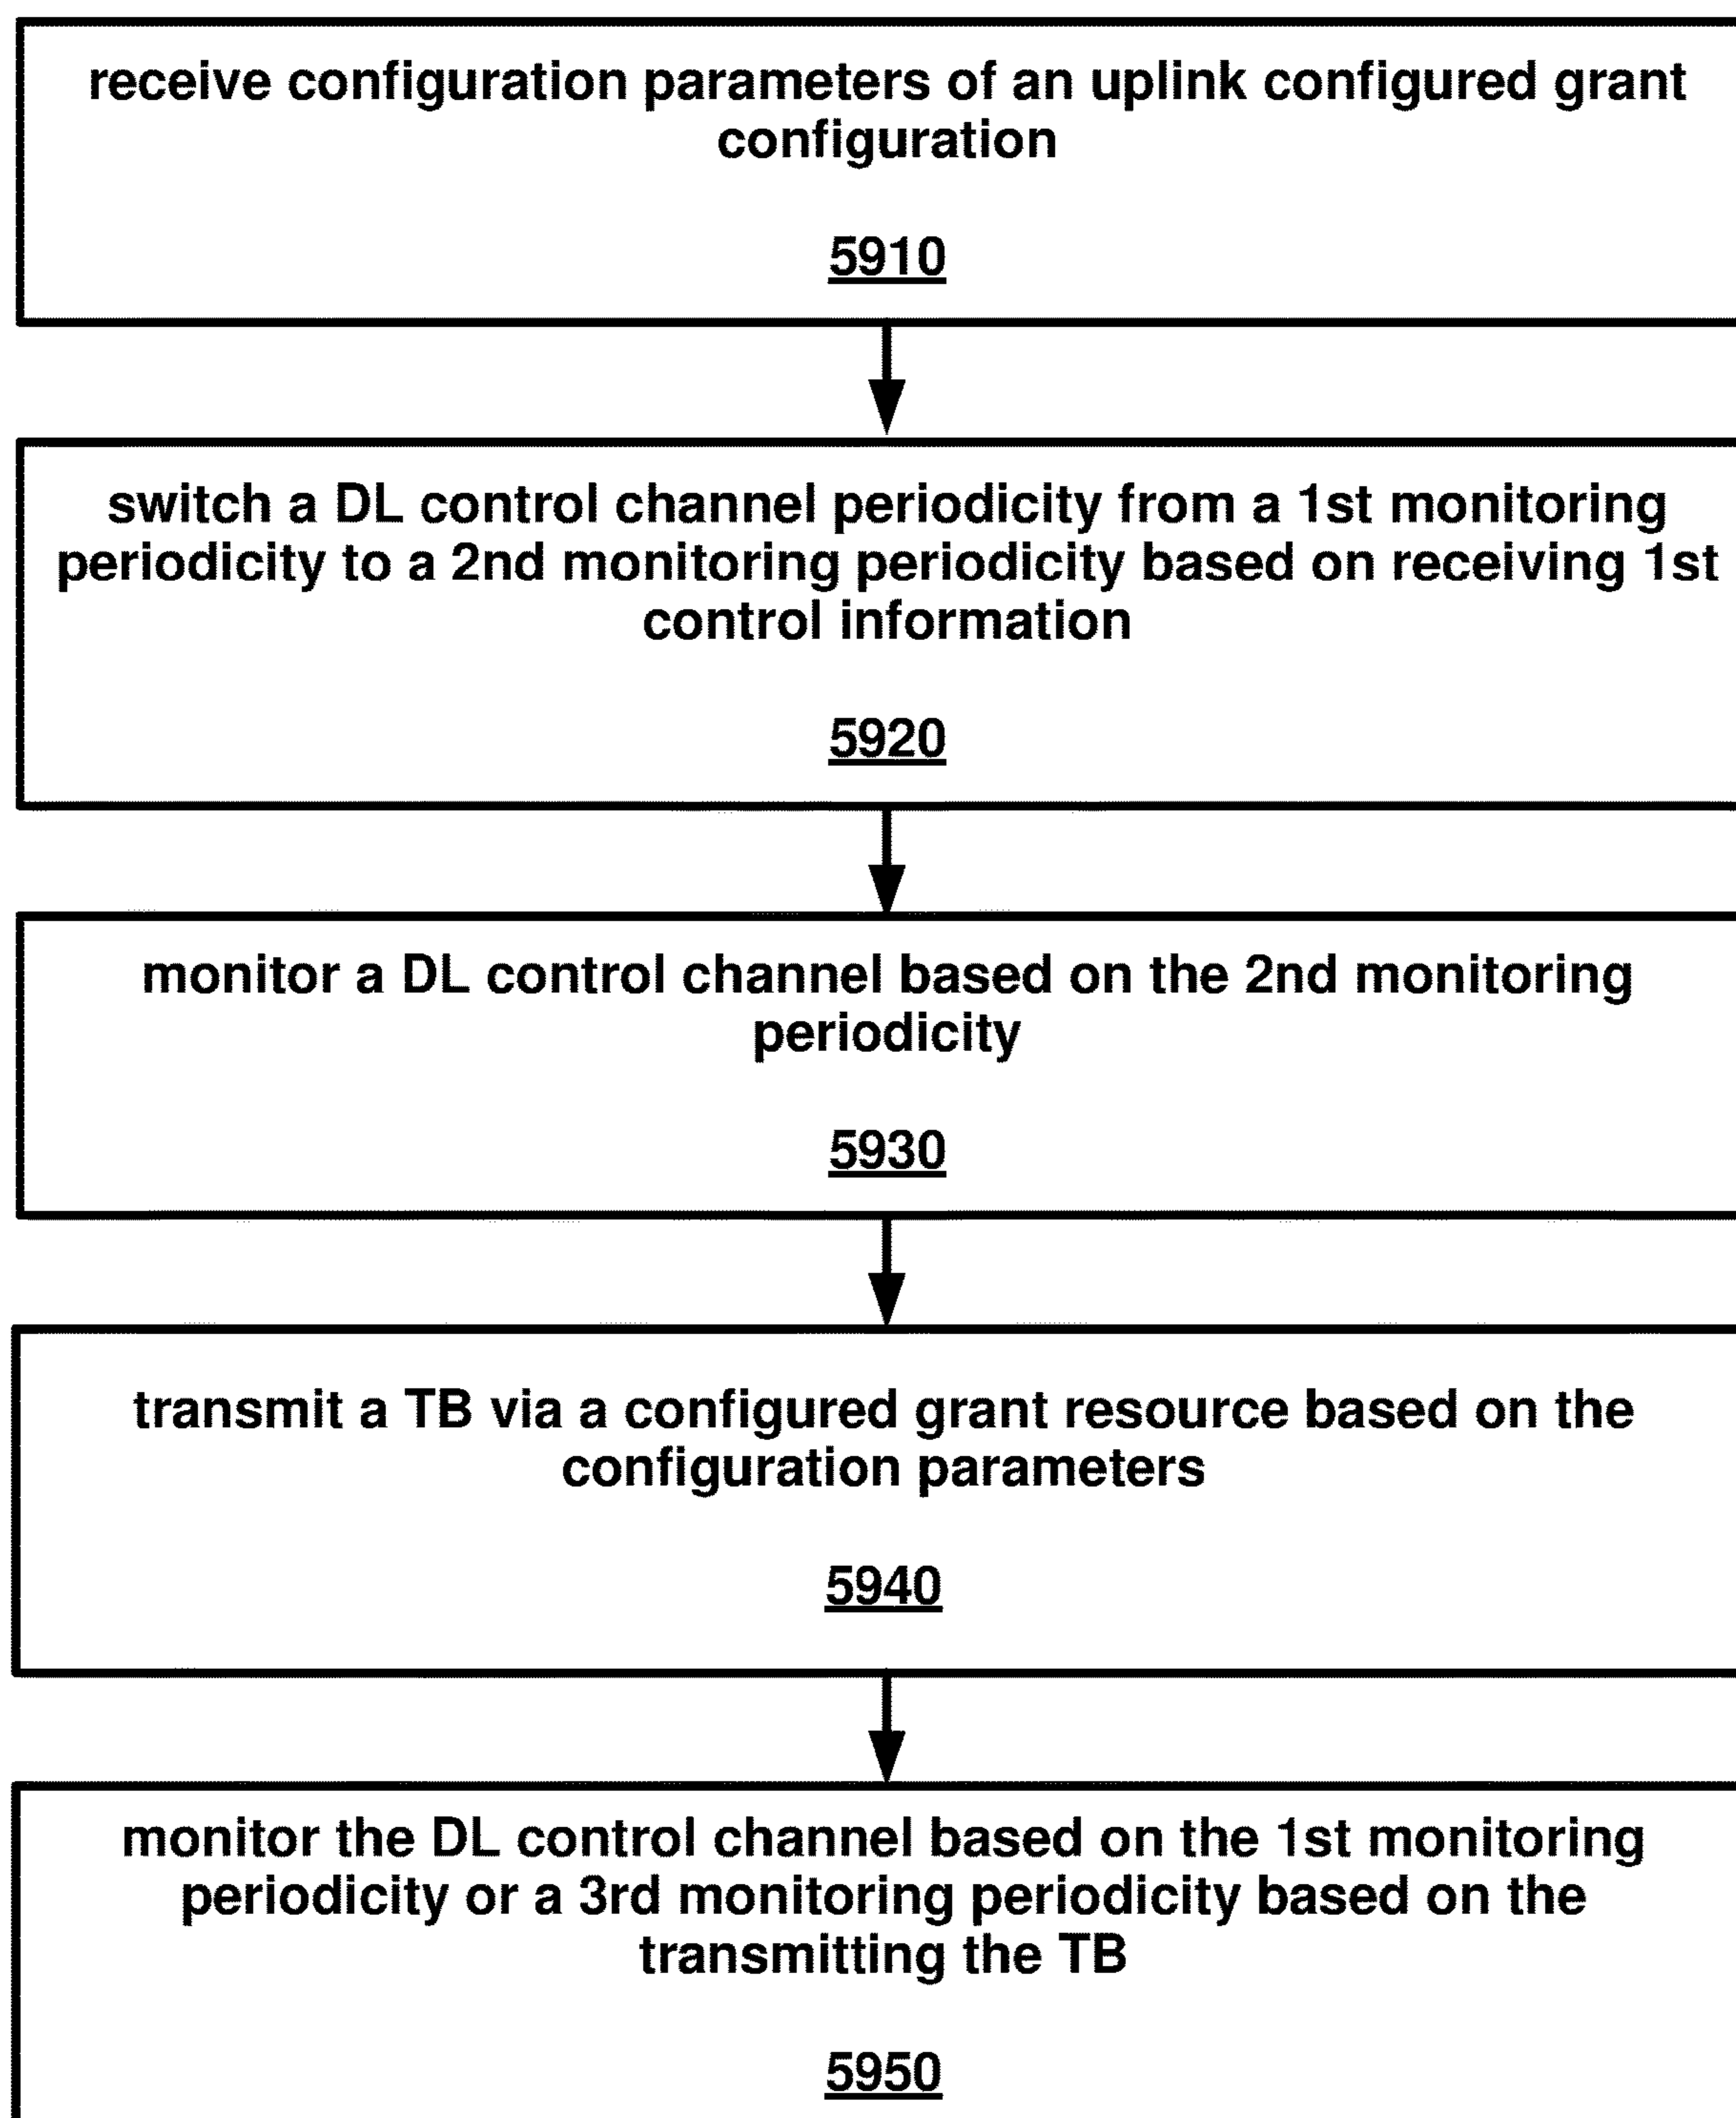 receive configuration parameters of an uplink configured grant
configuration
5910
switch a DL control channel periodicity from a 1st monitoring
periodicity to a 2nd monitoring periodicity based on receiving 1st
control information
5920
monitor a DL control channel based on the 2nd monitoring
periodicity
5930
transmit a TB via a configured grant resource based on the
configuration parameters
5940
monitor the DL control channel based on the 1st monitoring
periodicity or a 3rd monitoring periodicity based on the
transmitting the TB
5950